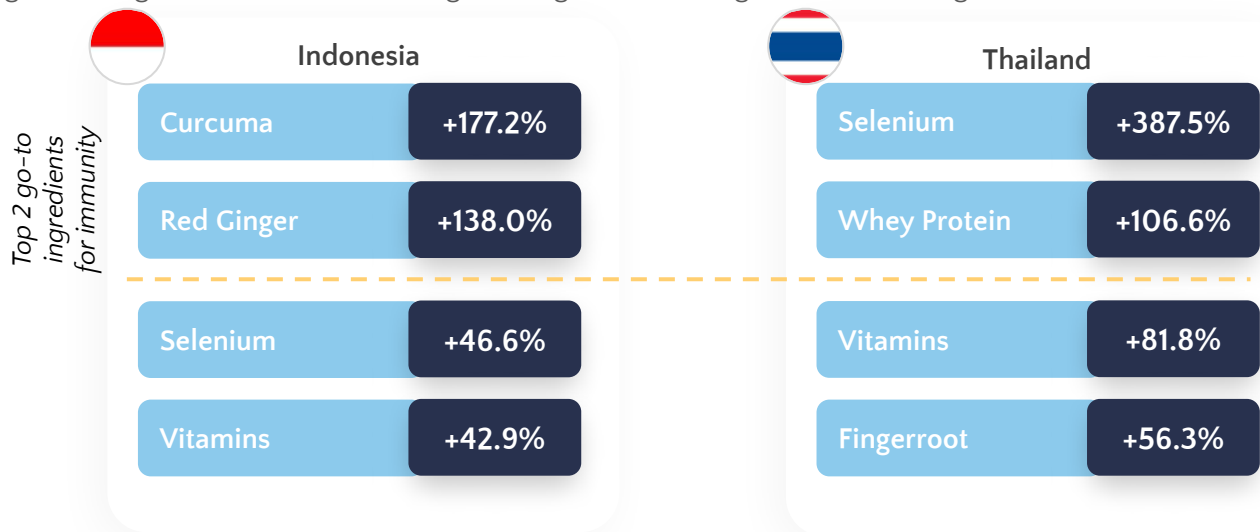 Indonesia
Thailand
Top 2 go-to
ingredients
for immunity
Curcuma +177.2%
Selenium +387.5%
Red Ginger +138.0%
Whey Protein +106.6%
Selenium +46.6%
Vitamins +81.8%
Vitamins +42.9%
Fingerroot +56.3%